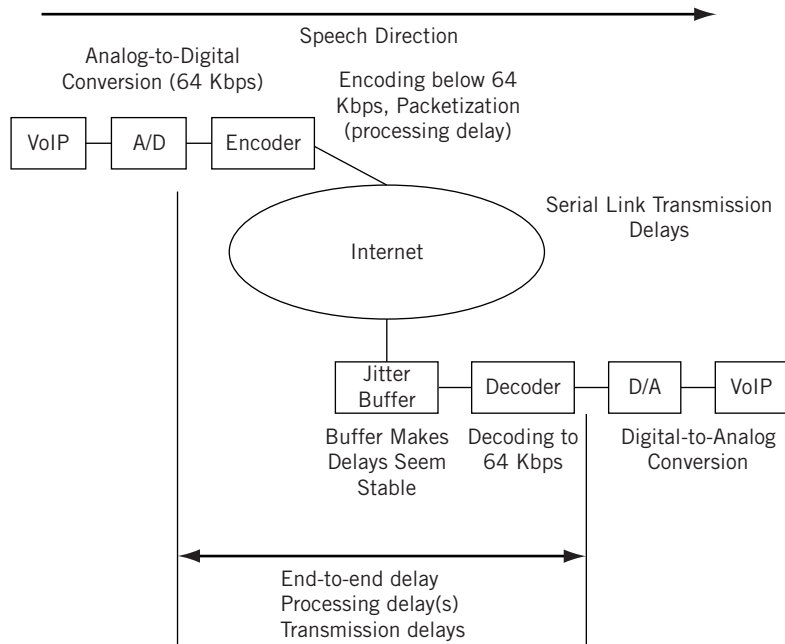 Speech Direction
Analog-to-Digital
Conversion (64 Kbps)
Encoding below 64
Kbps, Packetization
(processing delay)
VoIP
A/D
Encoder
Serial Link Transmission
Delays
Internet
Jitter
Buffer
Decoder
D/A
VoIP
Buffer Makes
Delays Seem
Stable
Decoding to
64 Kbps
Digital-to-Analog
Conversion
End-to-end delay
Processing delay(s)
Transmission delays